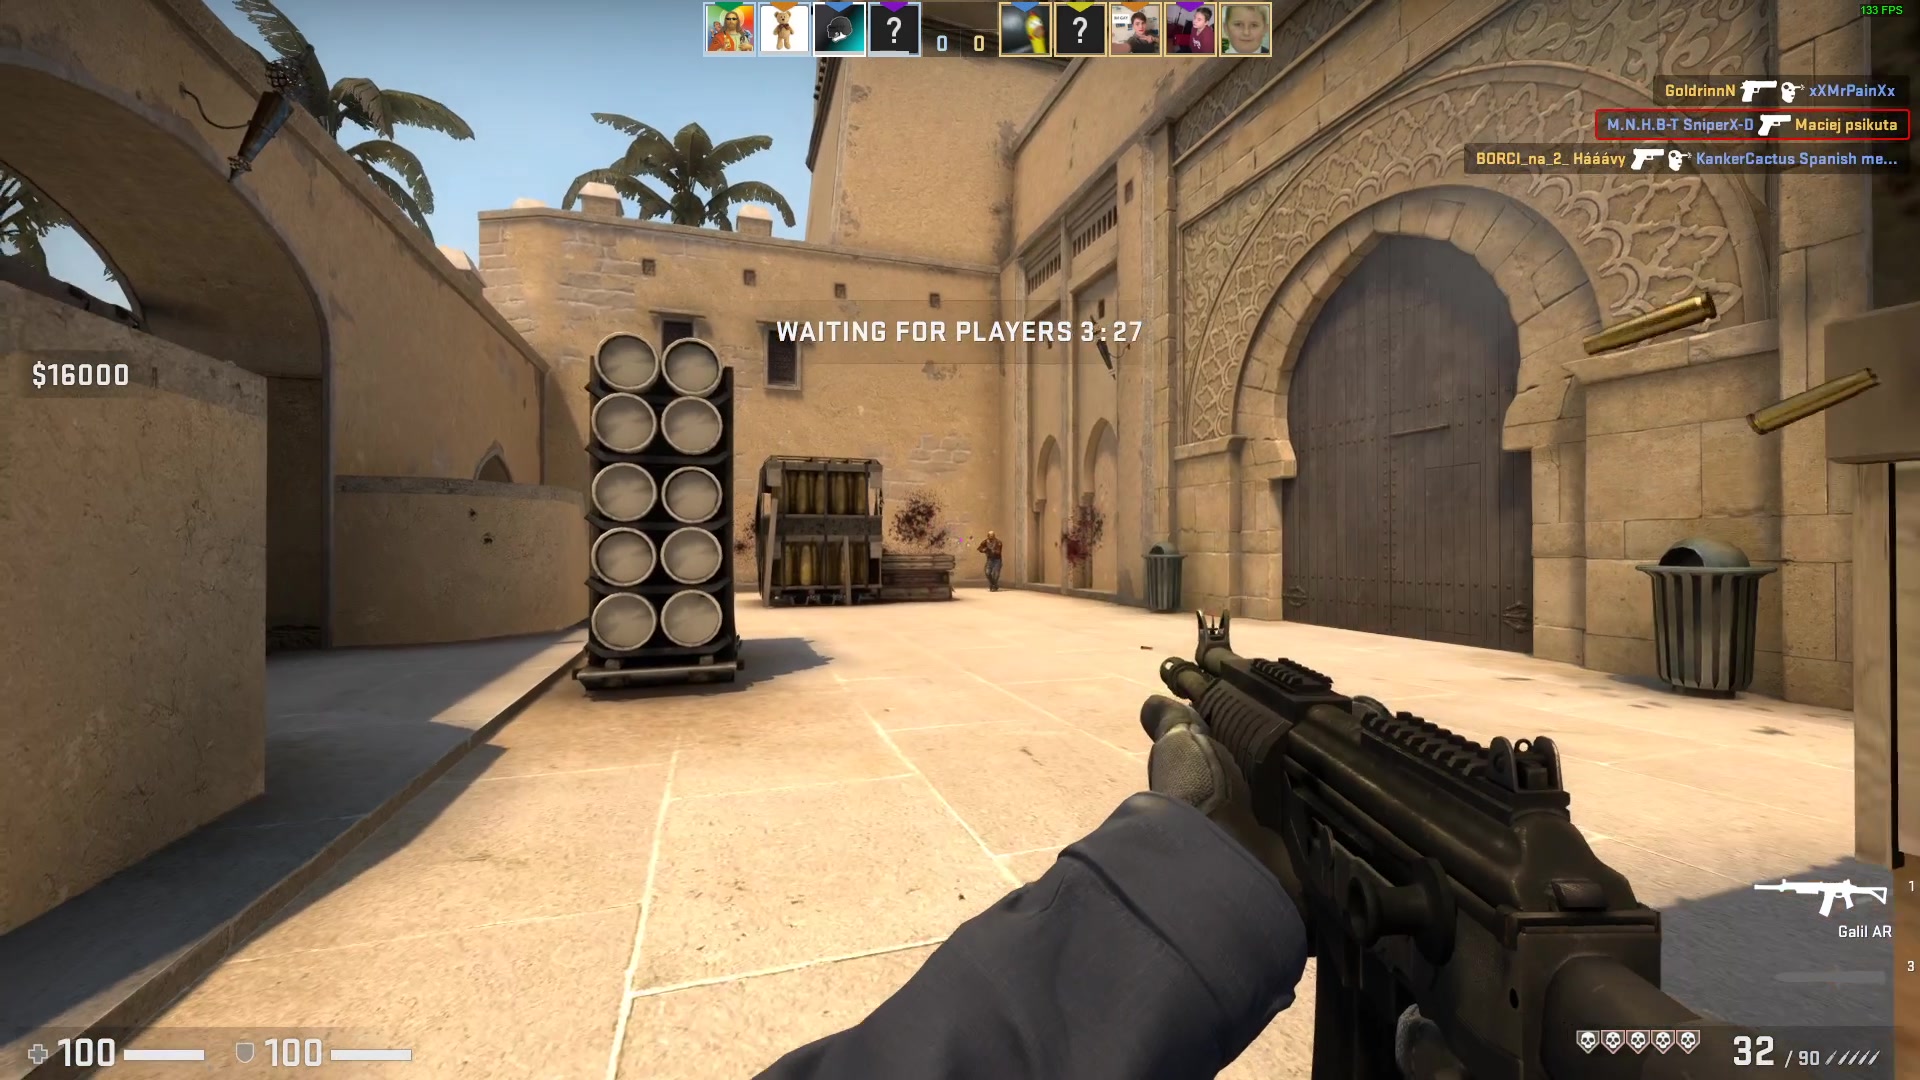 133 FPS
? 0 0 ?
GoldrinnN xXMrPainXx
M.N.H.B-T SniperX-D Maciej psikuta
BORCI_na_2_ Hááávy KankerCactus Spanish me...
WAITING FOR PLAYERS 3:27
$16000
1
Galil AR
3
100 100
32 / 90